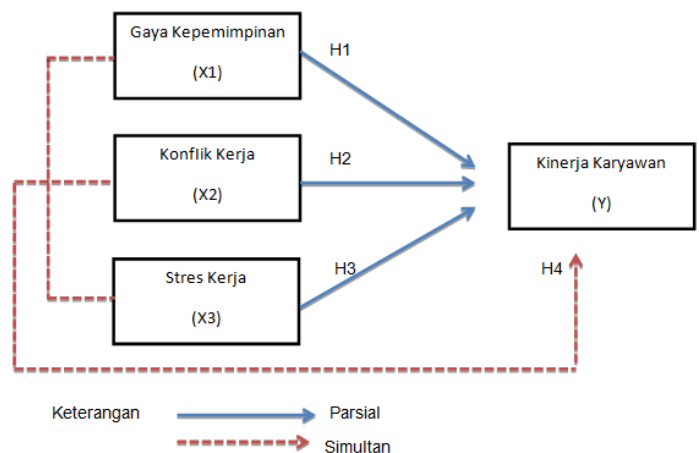 Gaya Kepemimpinan
(X1)
H1
Konflik Kerja
(X2)
H2
Kinerja Karyawan
(Y)
Stres Kerja
(X3)
H3
H4
Keterangan
Parsial
Simultan